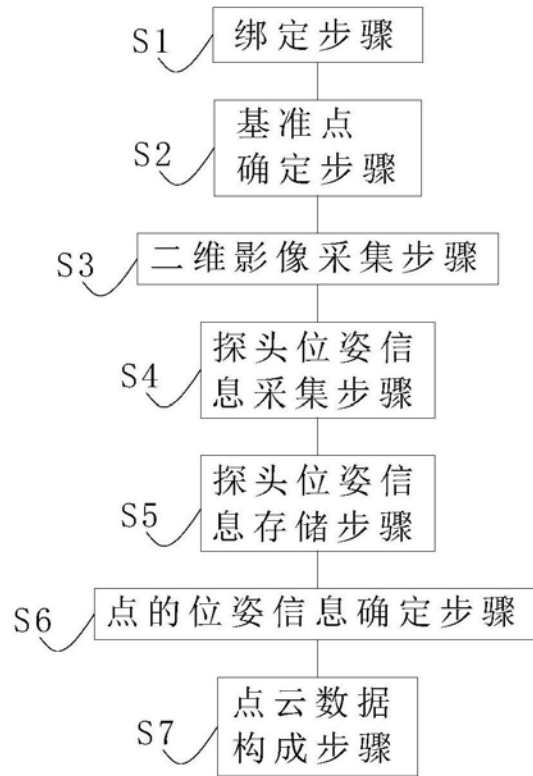 S1 绑定步骤
S2 基准点
确定步骤
S3 二维影像采集步骤
S4 探头位姿信
息采集步骤
S5 探头位姿信
息存储步骤
S6 点的位姿信息确定步骤
S7 点云数据
构成步骤